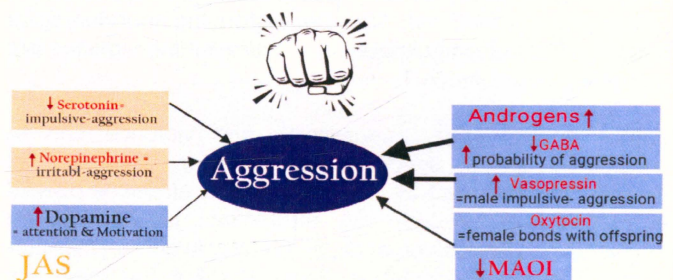 ↓ Serotonin=
impulsive-aggression
↑ Norepinephrine =
irritabl-aggression
↑ Dopamine
= attention & Motivation
JAS
Aggression
Androgens ↑
↓ GABA
↑ probability of aggression
↑ Vasopressin
=male impulsive- aggression
Oxytocin
=female bonds with offspring
↓ MAOI